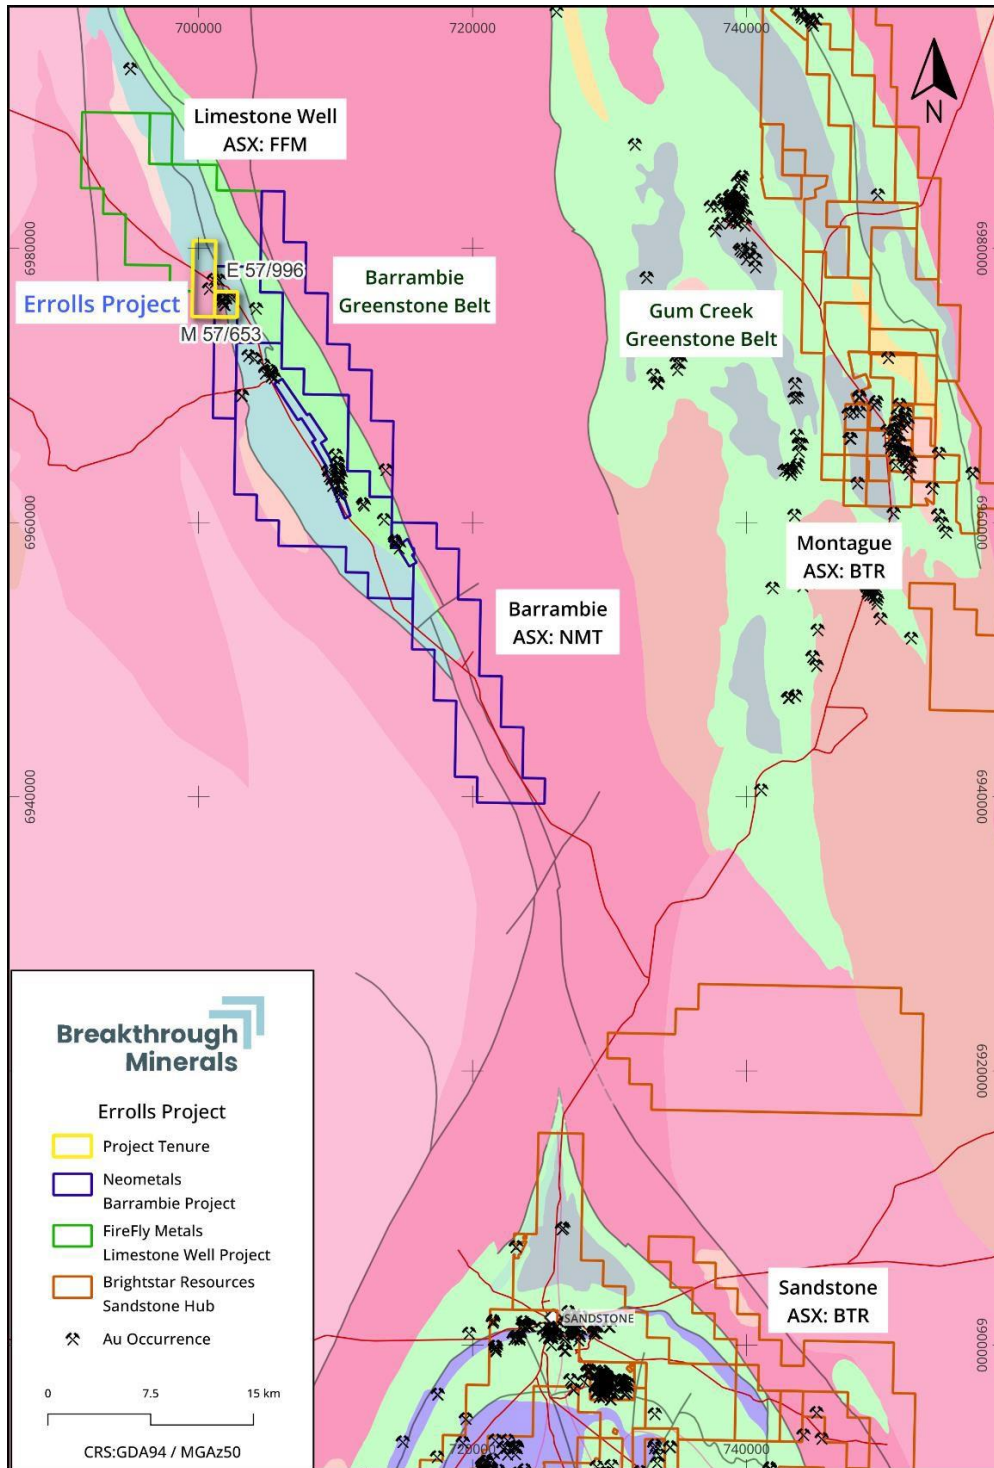 700000
720000
740000
N
Limestone Well
ASX: FFM
6980000
6980000
E 57/996
Errolls Project
M 57/653
Barrambie
Greenstone Belt
Gum Creek
Greenstone Belt
6960000
6960000
Montague
ASX: BTR
Barrambie
ASX: NMT
6940000
6940000
6920000
Breakthrough
Minerals
Errolls Project
Project Tenure
Neometals
Barrambie Project
FireFly Metals
Limestone Well Project
Brightstar Resources
Sandstone Hub
Au Occurrence
0
7.5
15 km
CRS:GDA94 / MGAz50
Sandstone
ASX: BTR
SANDSTONE
6900000
720000
740000